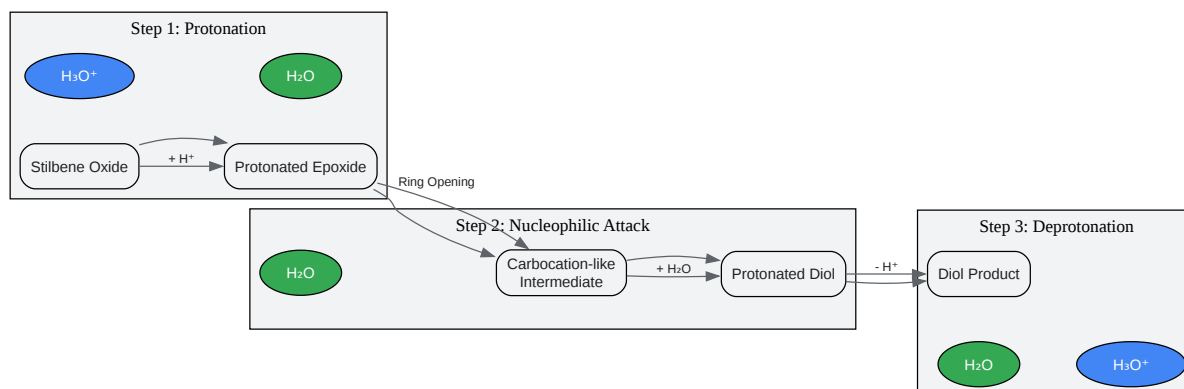 Step 1: Protonation
H₃O⁺
H₂O
Stilbene Oxide
+ H⁺
Protonated Epoxide
Ring Opening
Step 2: Nucleophilic Attack
H₂O
Carbocation-like
Intermediate
+ H₂O
Protonated Diol
- H⁺
Step 3: Deprotonation
Diol Product
H₂O
H₃O⁺